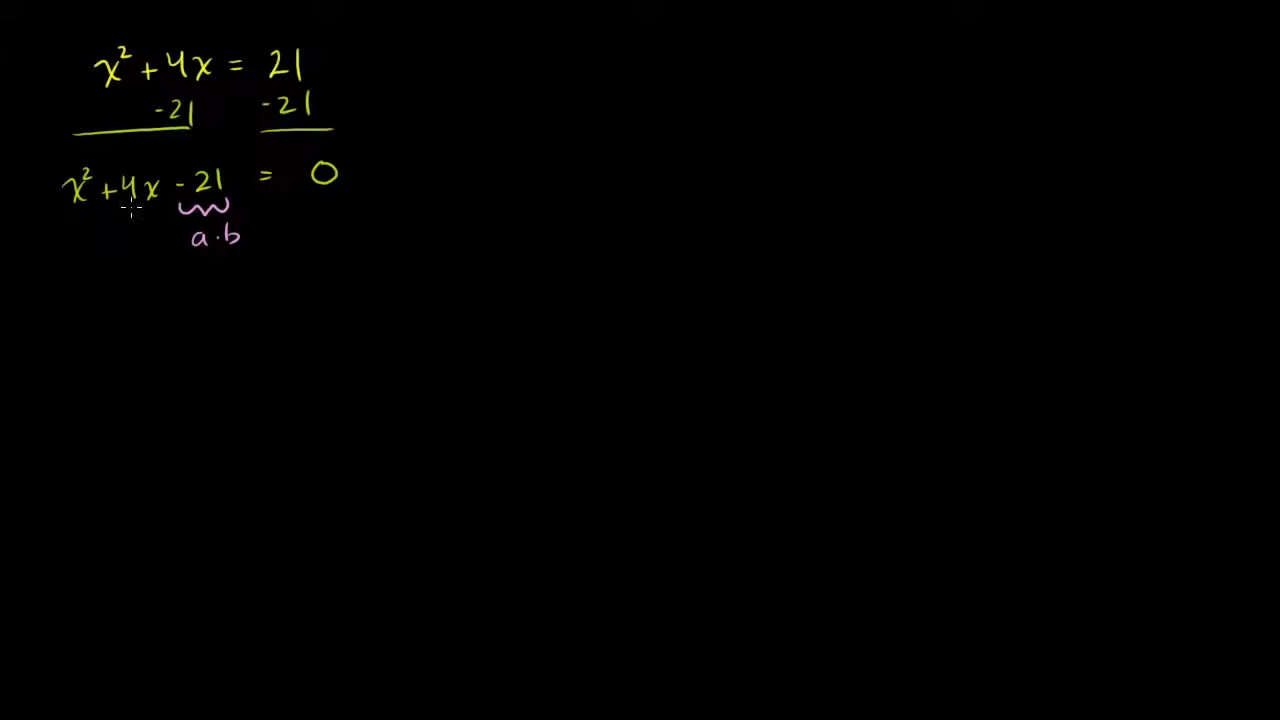 x² + 4x = 21
-21 -21
x² + 4x - 21 = 0
a·b